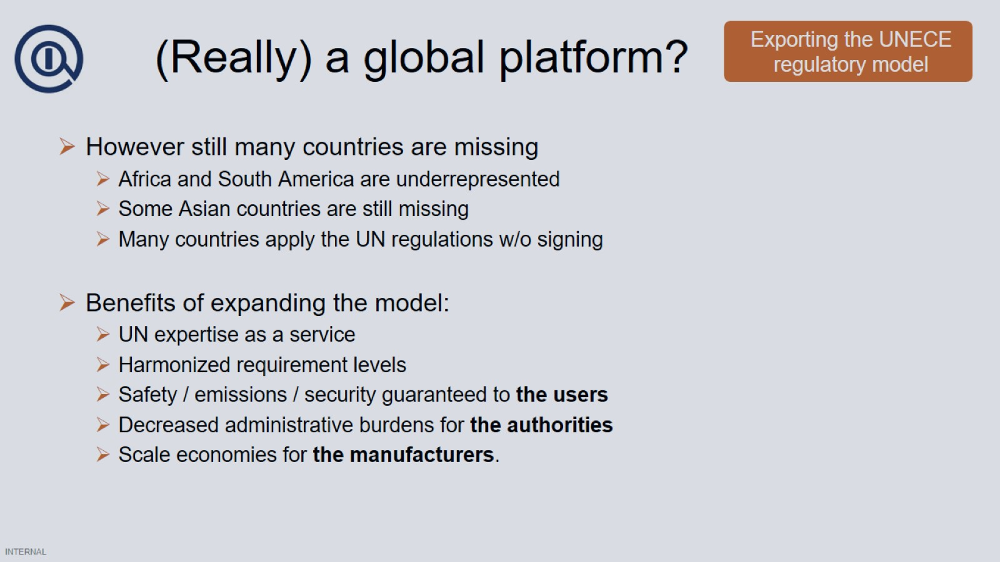 (Really) a global platform?
Exporting the UNECE
regulatory model
However still many countries are missing
Africa and South America are underrepresented
Some Asian countries are still missing
Many countries apply the UN regulations w/o signing
Benefits of expanding the model:
UN expertise as a service
Harmonized requirement levels
Safety / emissions / security guaranteed to the users
Decreased administrative burdens for the authorities
Scale economies for the manufacturers.
INTERNAL